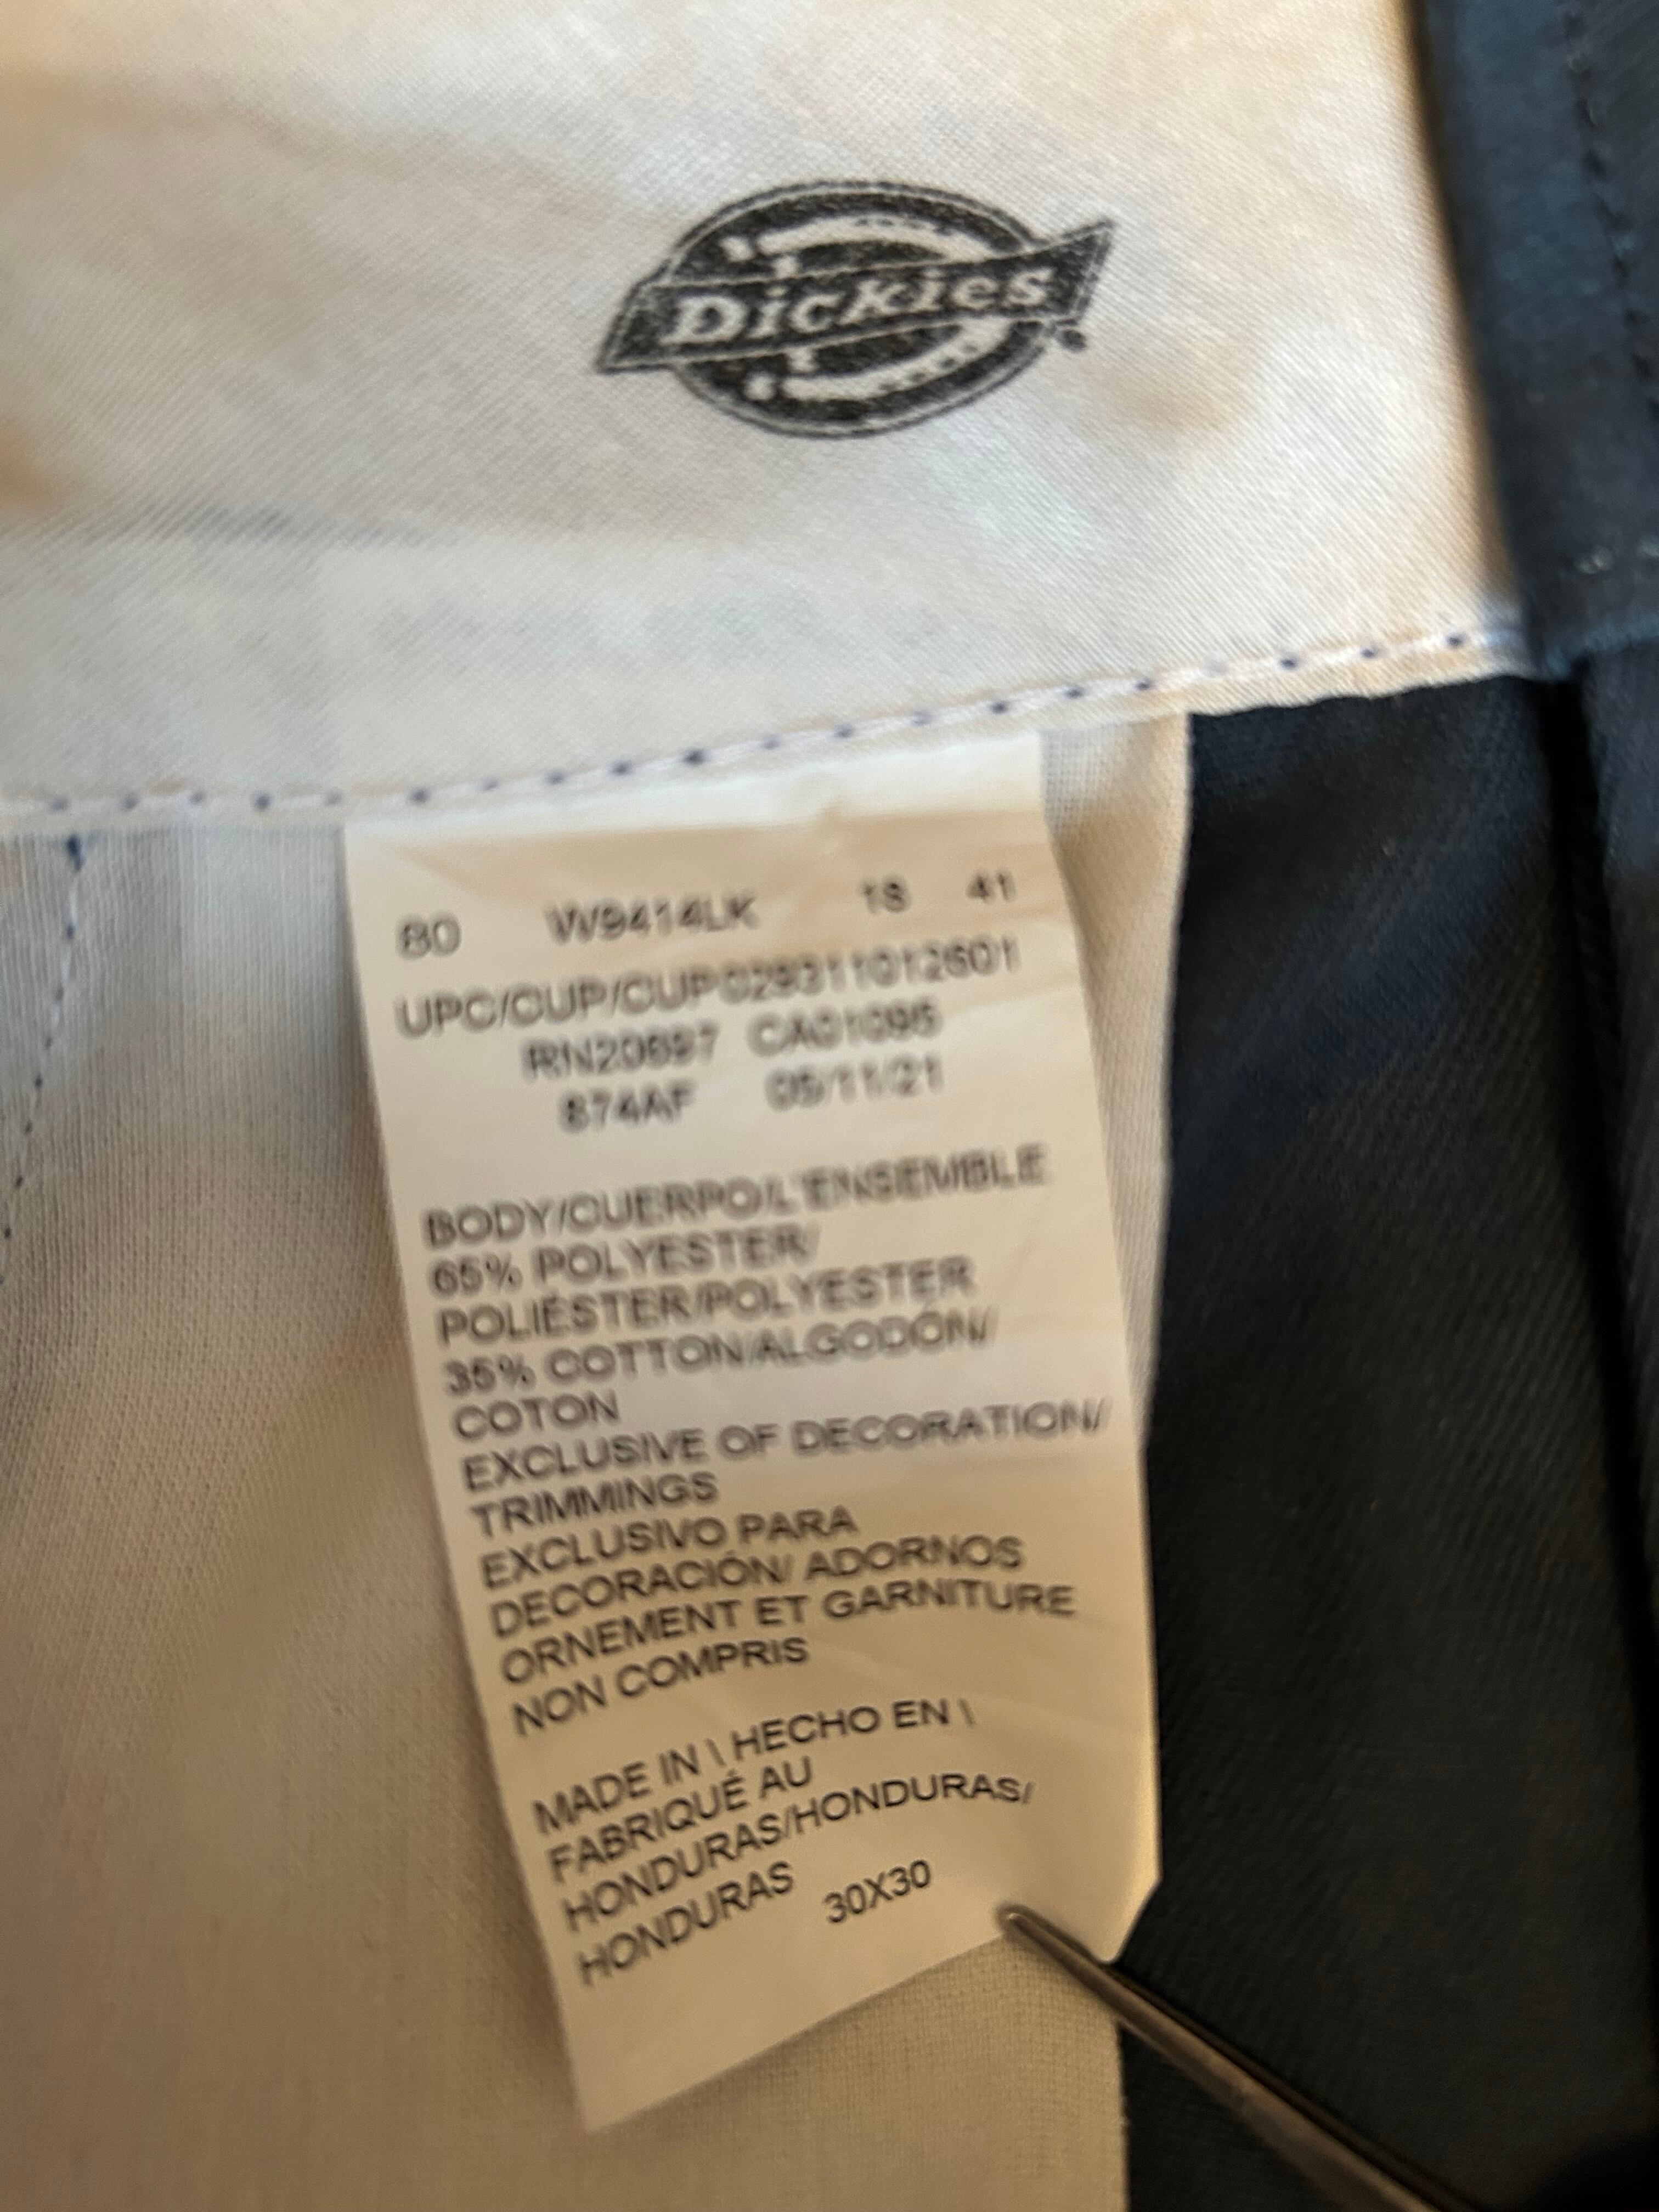 Dickies
80 W9414LK 18 41
UPC/CUP/CUP029311012601
RN20697 CA01095
874AF 05/11/21
BODY/CUERPO/L'ENSEMBLE
65% POLYESTER/
POLIÉSTER/POLYESTER
35% COTTON/ALGODÓN/
COTON
EXCLUSIVE OF DECORATION/
TRIMMINGS
EXCLUSIVO PARA
DECORACIÓN/ ADORNOS
ORNEMENT ET GARNITURE
NON COMPRIS
MADE IN \ HECHO EN \
FABRIQUÉ AU
HONDURAS/HONDURAS/
HONDURAS 30X30